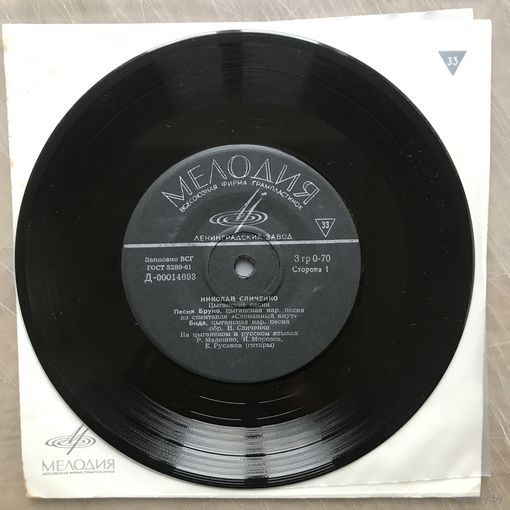 33
МЕЛОДИЯ
ВСЕСОЮЗНАЯ ФИРМА ГРАМПЛАСТИНОК
33
ЛЕНИНГРАДСКИЙ ЗАВОД
Записано ВСГ
ГОСТ 5289-61
Д-00014693
3 гр 0-70
Сторона 1
НИКОЛАЙ СЛИЧЕНКО
Цыганские песни
Песня Бруно, цыганская нар. песня
из спектакля «Сломанный кнут»
Бида, цыганская нар. песня
обр. Н. Сличенко
На цыганском и русском языках
Р. Мелешко, Н. Морозов,
Е. Русаков (гитары)
МЕЛОДИЯ
ВСЕСОЮЗНАЯ ФИРМА ГРАМПЛАСТИНОК